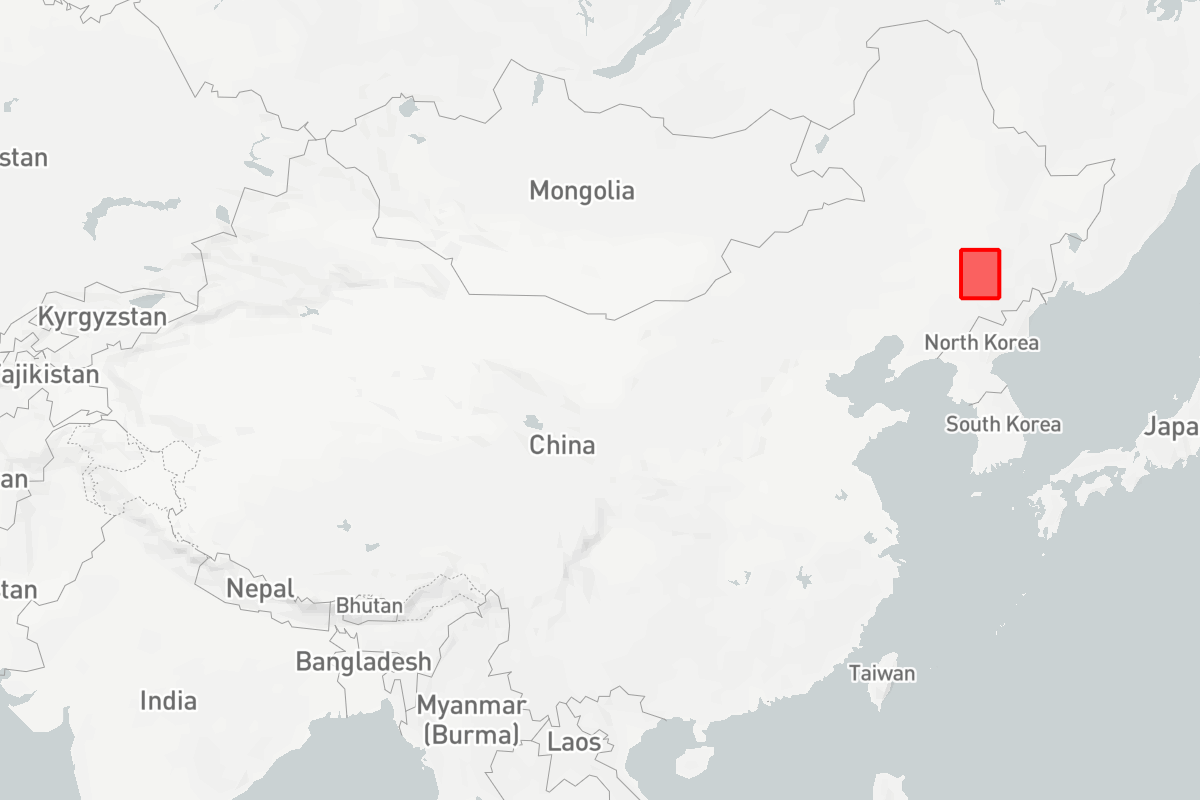 stan
Mongolia
Kyrgyzstan
North Korea
ajikistan
South Korea
Japa
China
an
stan
Nepal
Bhutan
Bangladesh
Taiwan
India
Myanmar
(Burma)
Laos